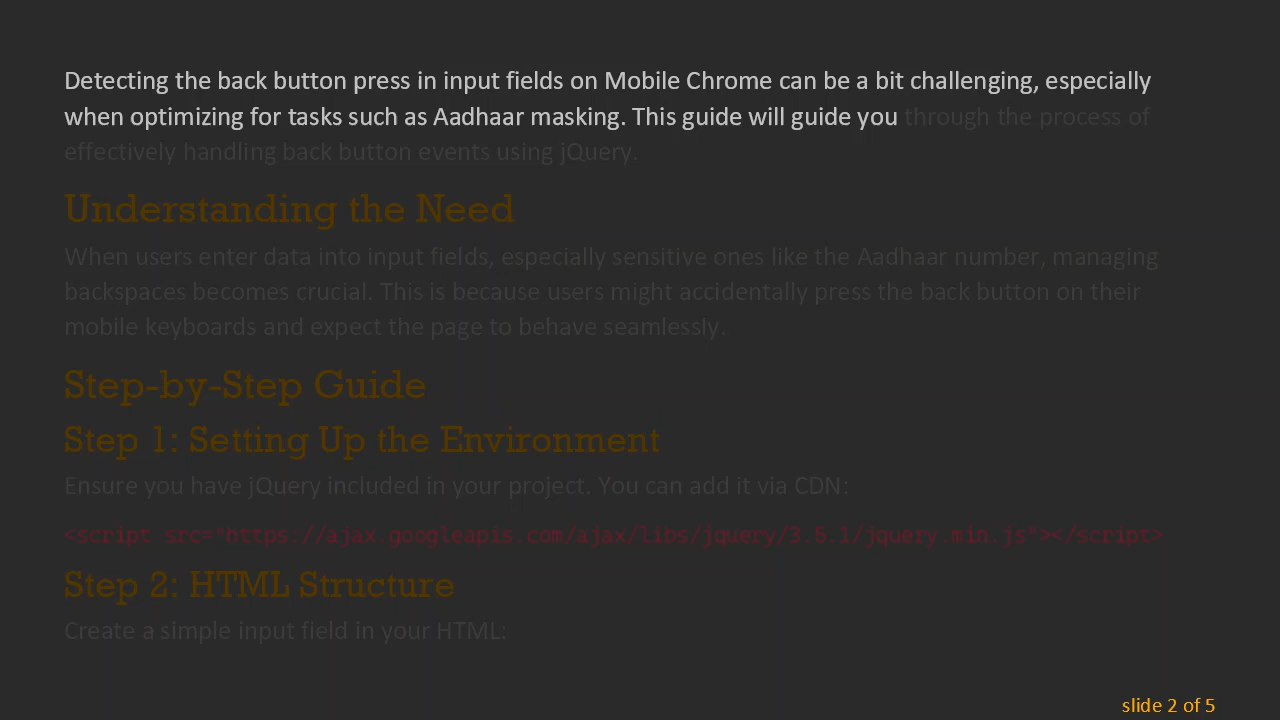 Detecting the back button press in input fields on Mobile Chrome can be a bit challenging, especially
when optimizing for tasks such as Aadhaar masking. This guide will guide you through the process of
effectively handling back button events using jQuery.
Understanding the Need
When users enter data into input fields, especially sensitive ones like the Aadhaar number, managing
backspaces becomes crucial. This is because users might accidentally press the back button on their
mobile keyboards and expect the page to behave seamlessly.
Step-by-Step Guide
Step 1: Setting Up the Environment
Ensure you have jQuery included in your project. You can add it via CDN:
<script src="https://ajax.googleapis.com/ajax/libs/jquery/3.5.1/jquery.min.js"></script>
Step 2: HTML Structure
Create a simple input field in your HTML:
slide 2 of 5